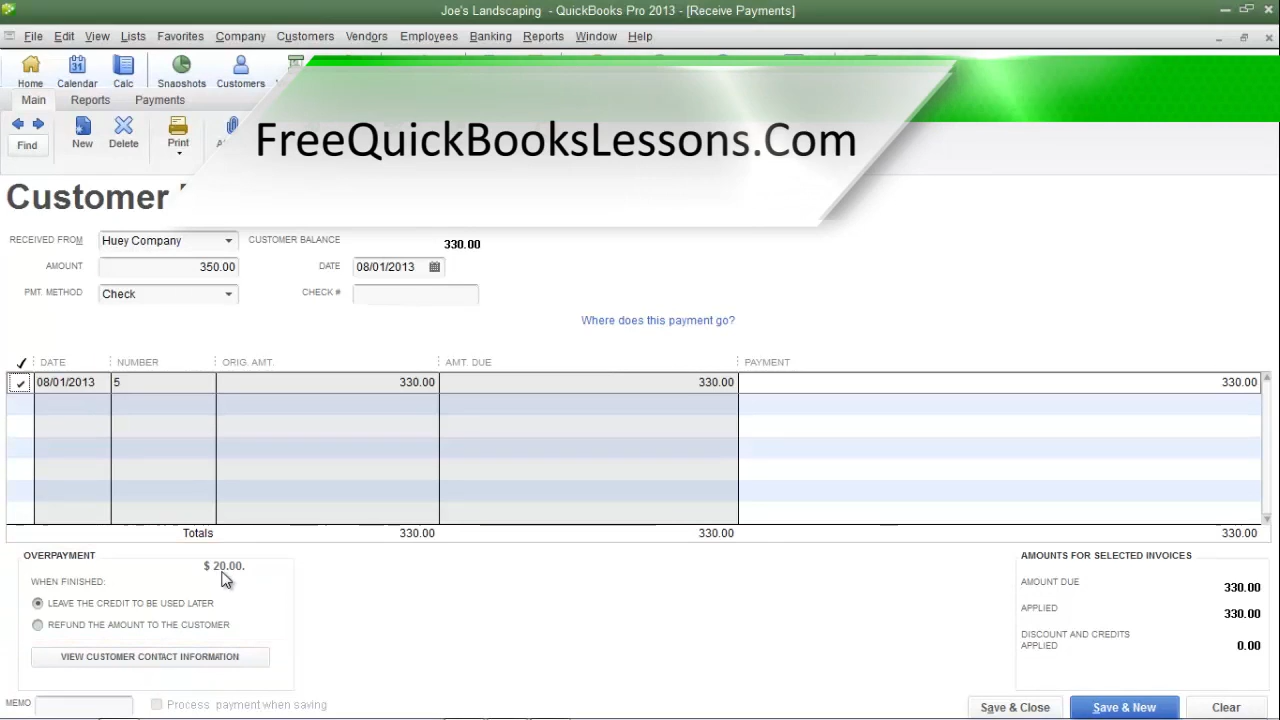 Joe's Landscaping - QuickBooks Pro 2013 - [Receive Payments]
File Edit View Lists Favorites Company Customers Vendors Employees Banking Reports Window Help
Home Calendar Calc Snapshots Customers
Main Reports Payments
Find New Delete Print
FreeQuickBooksLessons.Com
Customer
RECEIVED FROM Huey Company CUSTOMER BALANCE 330.00
AMOUNT 350.00 DATE 08/01/2013
PMT. METHOD Check CHECK #
Where does this payment go?
DATE NUMBER ORIG. AMT. AMT. DUE PAYMENT
08/01/2013 5 330.00 330.00 330.00
Totals 330.00 330.00 330.00
OVERPAYMENT
$ 20.00.
WHEN FINISHED:
LEAVE THE CREDIT TO BE USED LATER
REFUND THE AMOUNT TO THE CUSTOMER
VIEW CUSTOMER CONTACT INFORMATION
AMOUNTS FOR SELECTED INVOICES
AMOUNT DUE 330.00
APPLIED 330.00
DISCOUNT AND CREDITS
APPLIED 0.00
MEMO Process payment when saving
Save & Close Save & New Clear